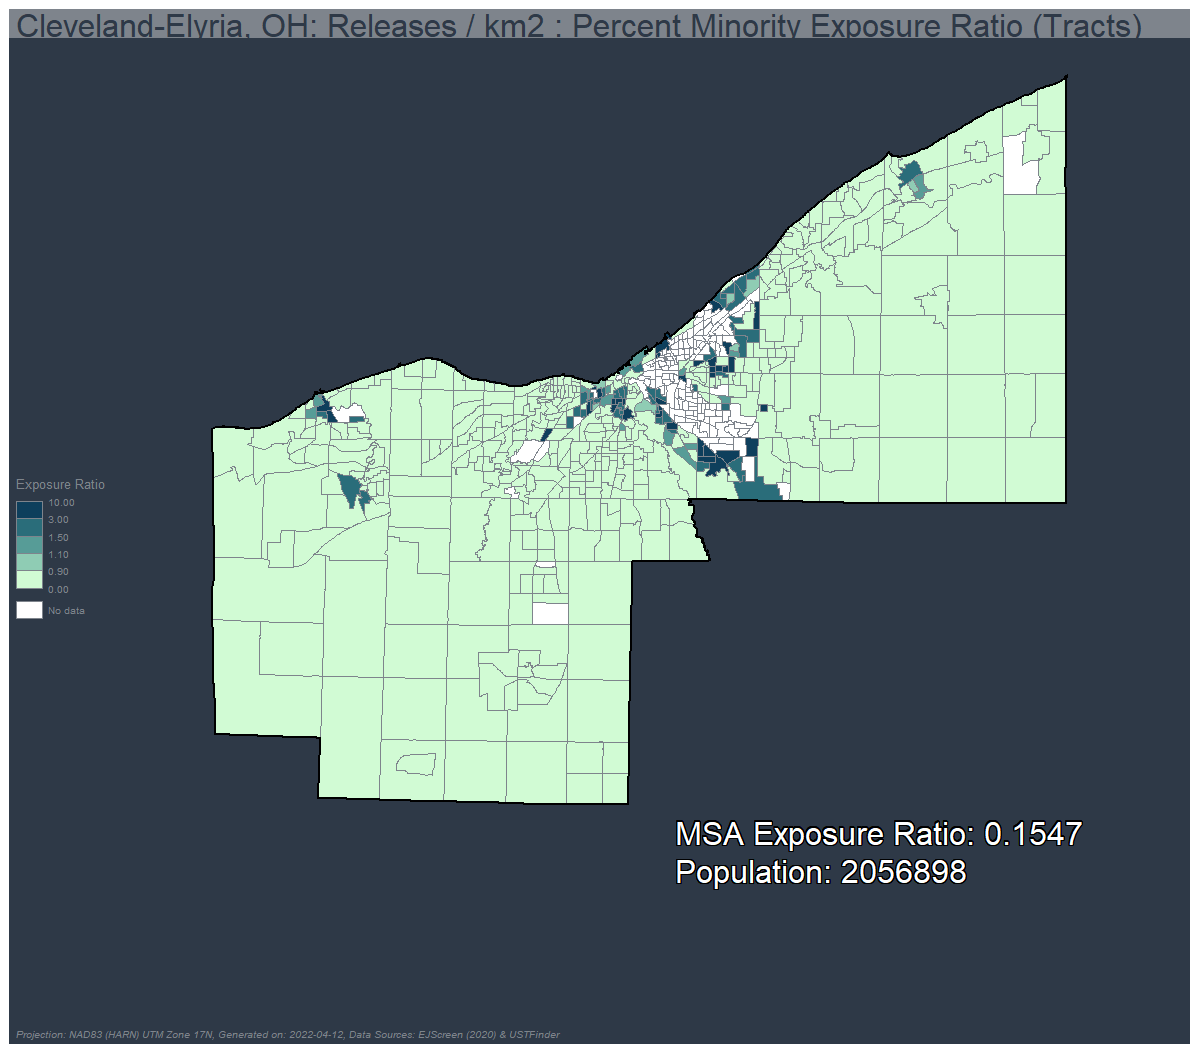 Cleveland-Elyria, OH: Releases / km2 : Percent Minority Exposure Ratio (Tracts)
Exposure Ratio
10.00
3.00
1.50
1.10
0.90
0.00
No data
MSA Exposure Ratio: 0.1547
Population: 2056898
Projection: NAD83 (HARN) UTM Zone 17N, Generated on: 2022-04-12, Data Sources: EJScreen (2020) & USTFinder